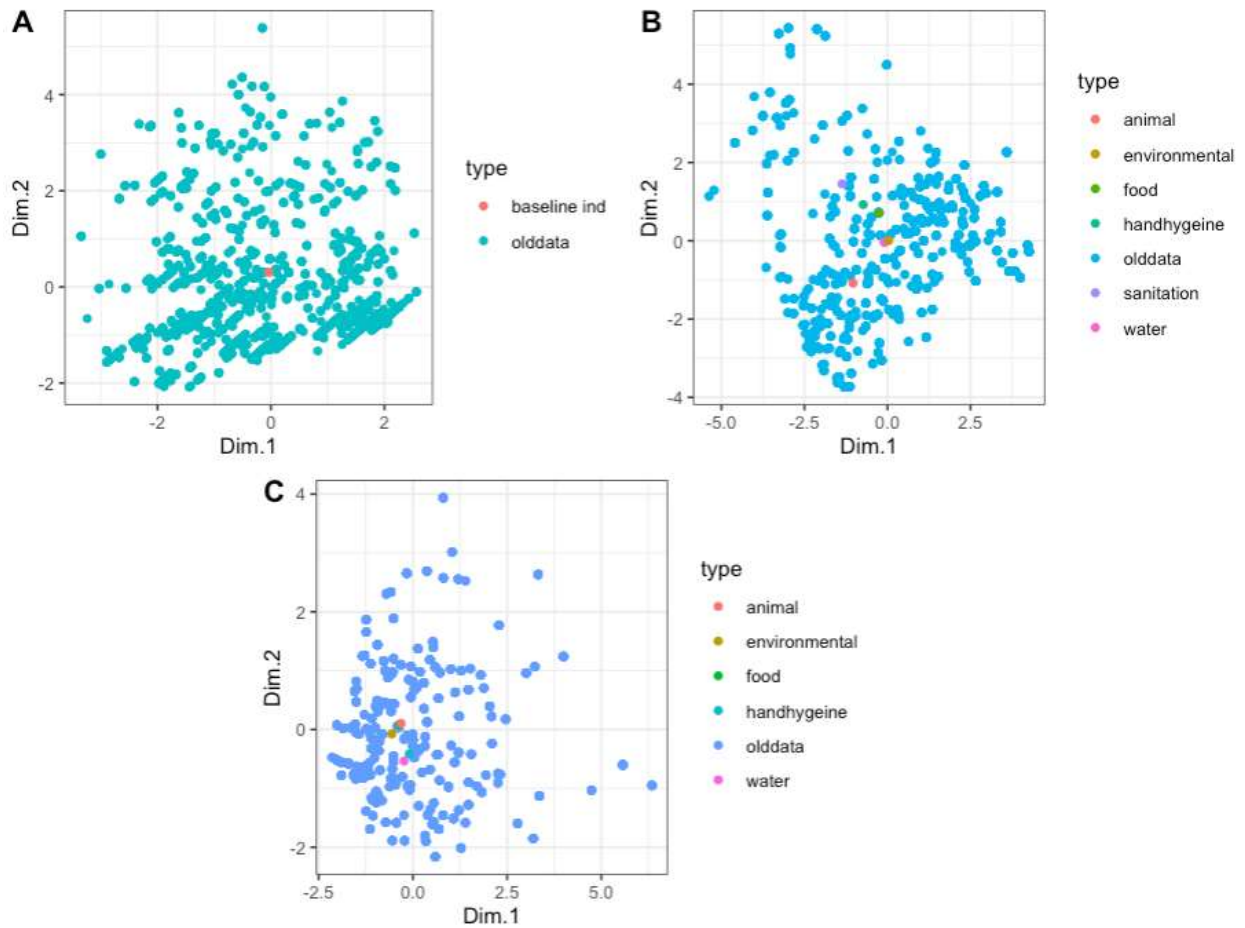 A
4
2
0
-2
Dim.2
-2
0
2
Dim.1
type
baseline ind
olddata
B
4
2
0
-2
-4
Dim.2
-5.0
-2.5
0.0
2.5
Dim.1
type
animal
environmental
food
handhygeine
olddata
sanitation
water
C
4
2
0
-2
Dim.2
-2.5
0.0
2.5
5.0
Dim.1
type
animal
environmental
food
handhygeine
olddata
water